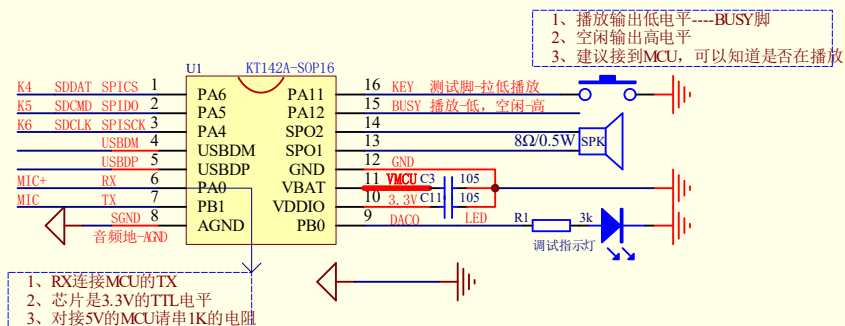 1、播放输出低电平----BUSY脚
2、空闲输出高电平
3、建议接到MCU，可以知道是否在播放
U1 KT142A-SOP16
K4 SDDAT SPICS 1 PA6 PA11 16 KEY 测试脚-拉低播放
K5 SDCMD SPIDO 2 PA5 PA12 15 BUSY 播放-低，空闲-高
K6 SDCLK SPISCK 3 PA4 SPO2 14
USBDM 4 USBDM SPO1 13 8Ω/0.5W SPK
USBDP 5 USBDP GND 12 GND
MIC+ RX 6 PA0 VBAT 11 VMCU C3 105
MIC TX 7 PB1 VDDIO 10 3.3V C11 105
SGND 8 AGND PB0 9 DACO LED R1 3k
音频地-AGND
调试指示灯
1、RX连接MCU的TX
2、芯片是3.3V的TTL电平
3、对接5V的MCU请串1K的电阻